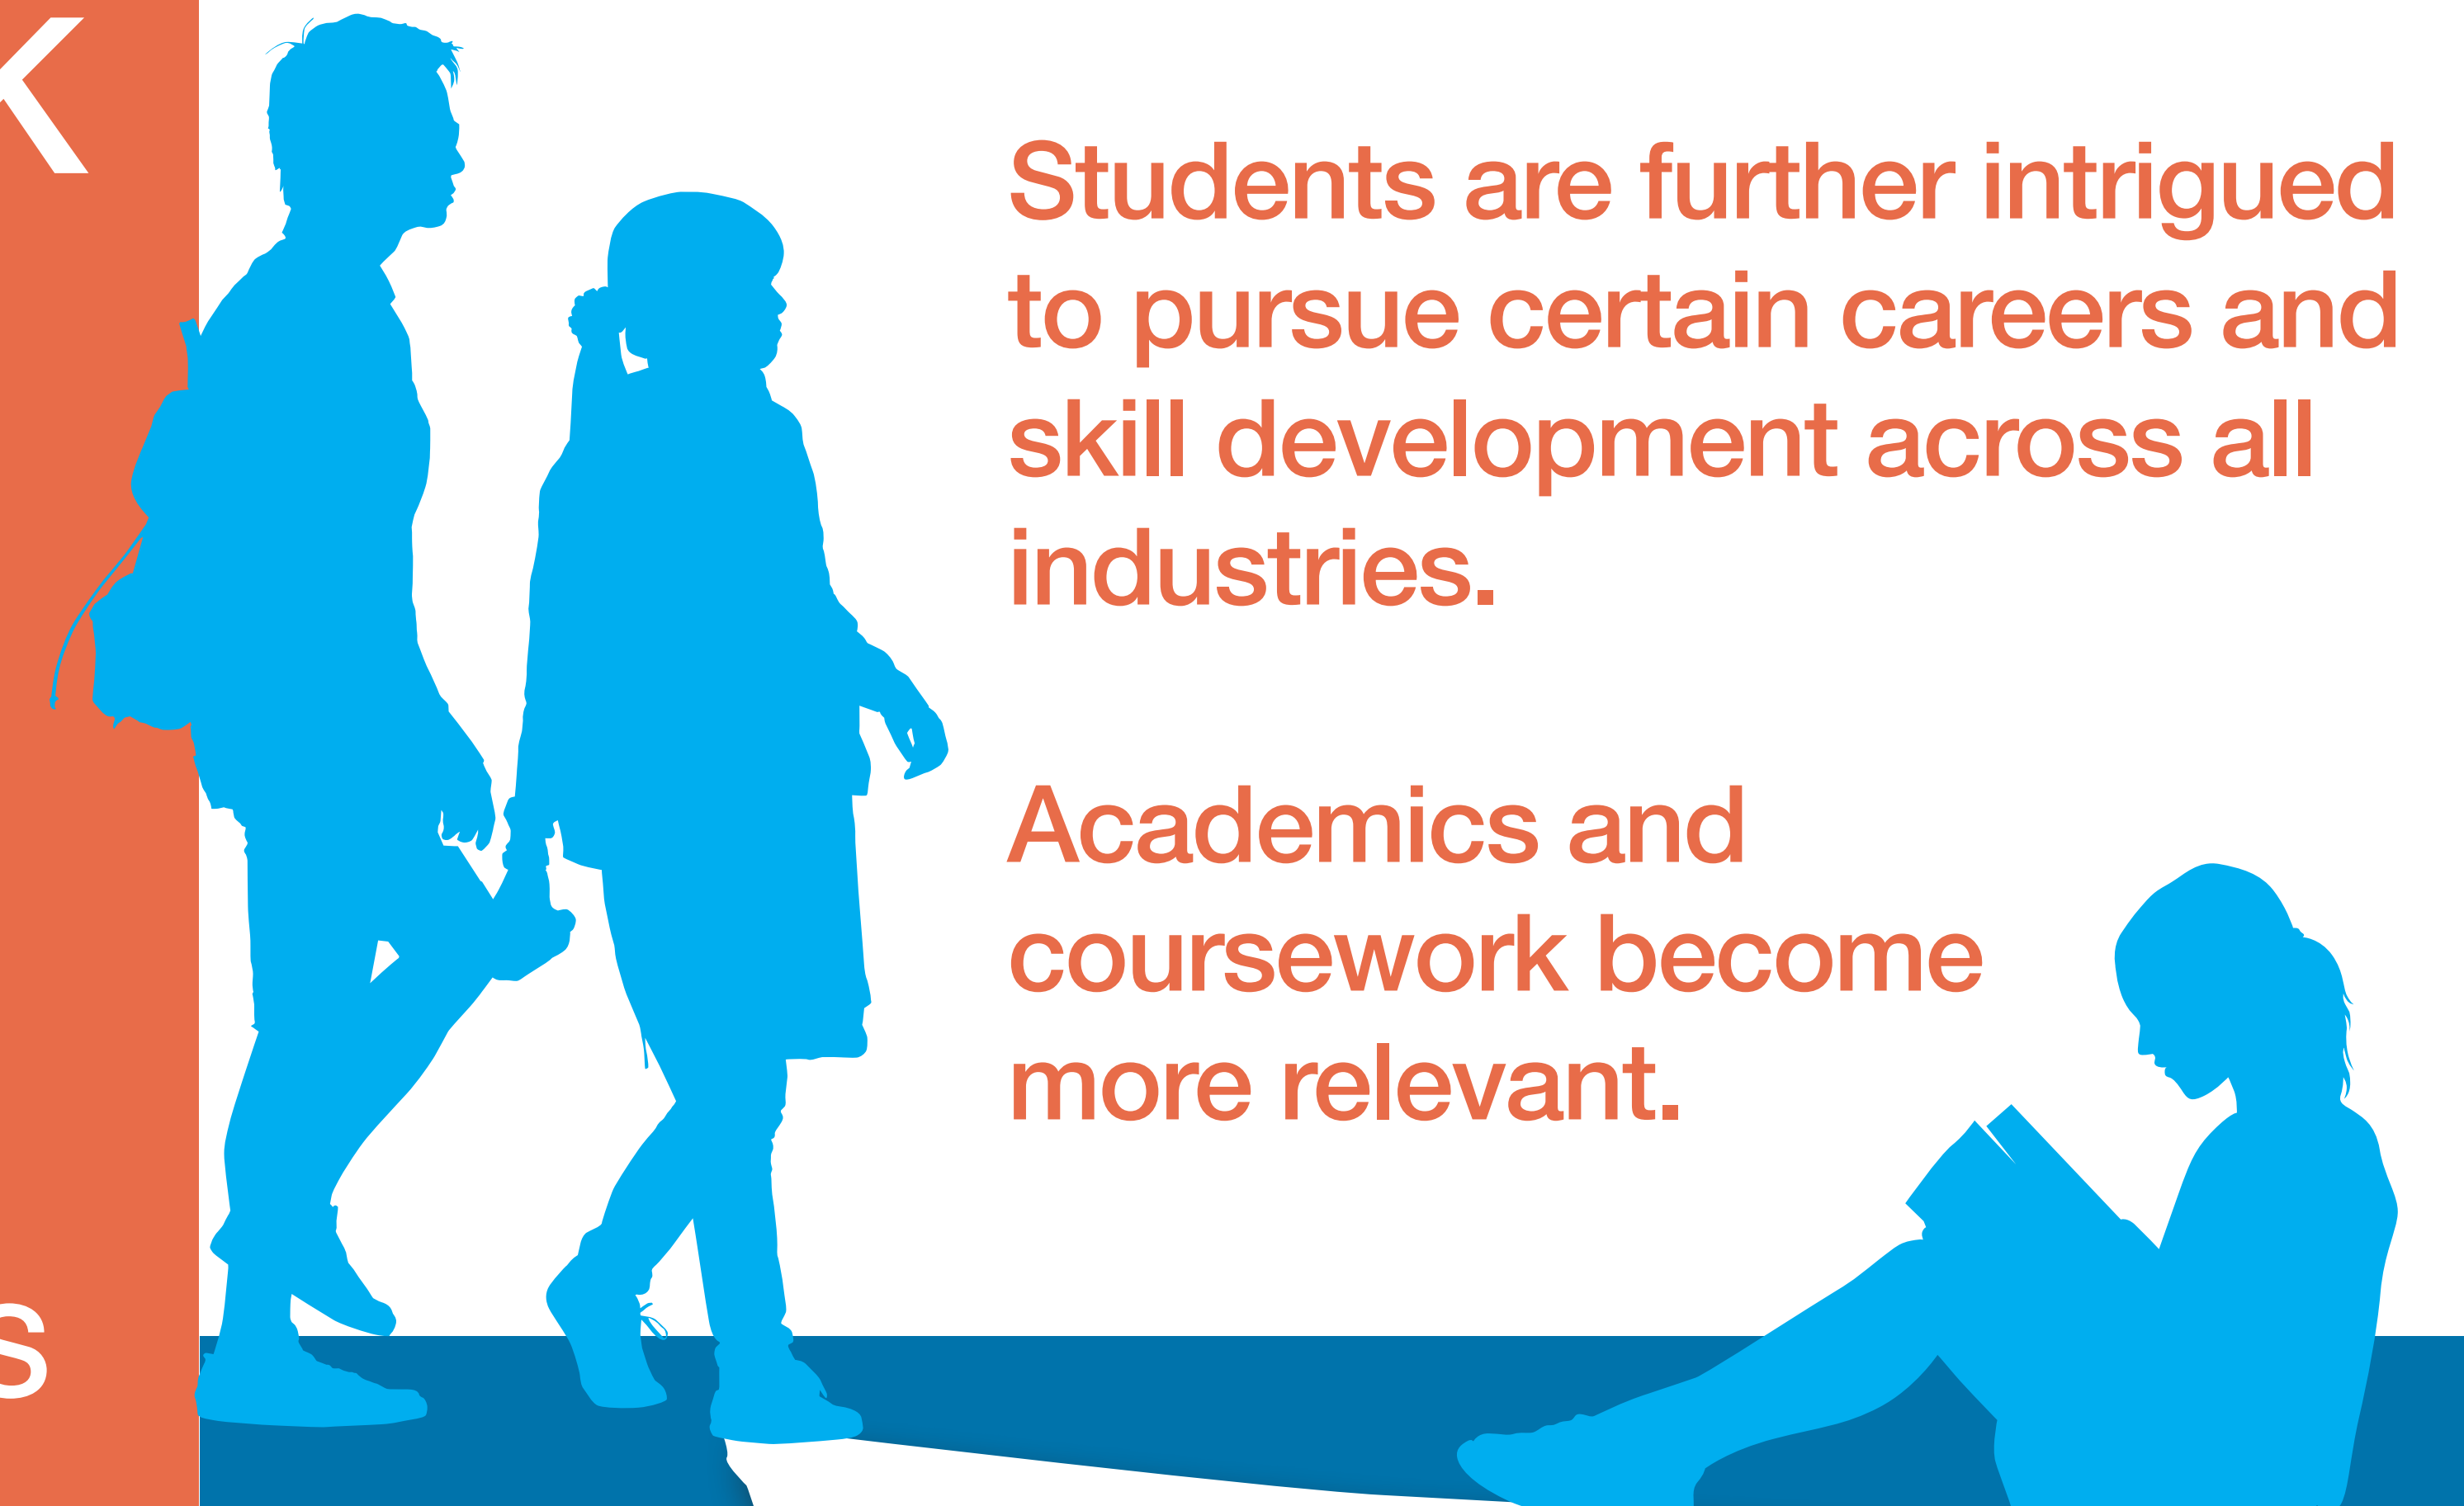 K
Students are further intrigued
to pursue certain careers and
skill development across all
industries.
Academics and
coursework become
more relevant.
S